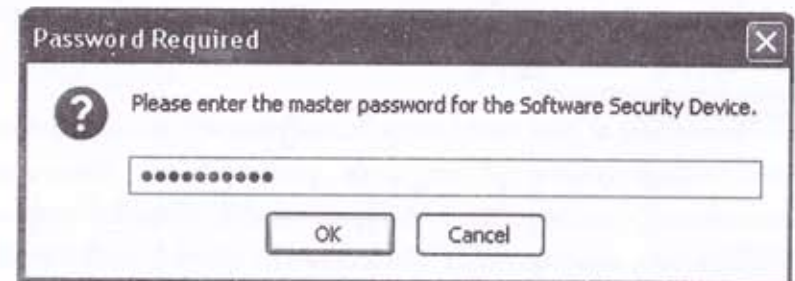 Password Required
Please enter the master password for the Software Security Device.
●●●●●●●●●●
OK
Cancel